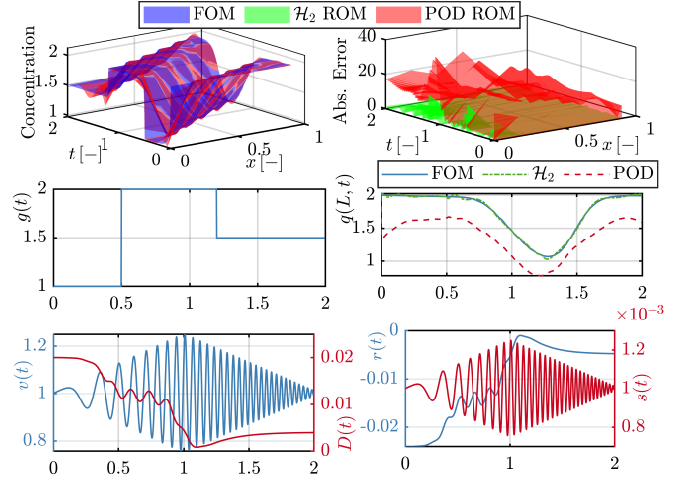 FOM ℋ₂ ROM POD ROM
Concentration
2
1.5
1
2
1
0
t [−]
0
0.5
1
x [−]
Abs. Error
40
20
0
2
1
0
t [−]
0
0.5
1
x [−]
FOM ℋ₂ POD
g(t)
2
1.5
1
0 0.5 1 1.5 2
q(L, t)
2
1.5
1
0 0.5 1 1.5 2
v(t)
1.2
1
0.8
D(t)
0.02
0.01
0
0 0.5 1 1.5 2
r(t)
0
-0.01
-0.02
×10⁻³
s(t)
1.2
1
0.8
0 1 2